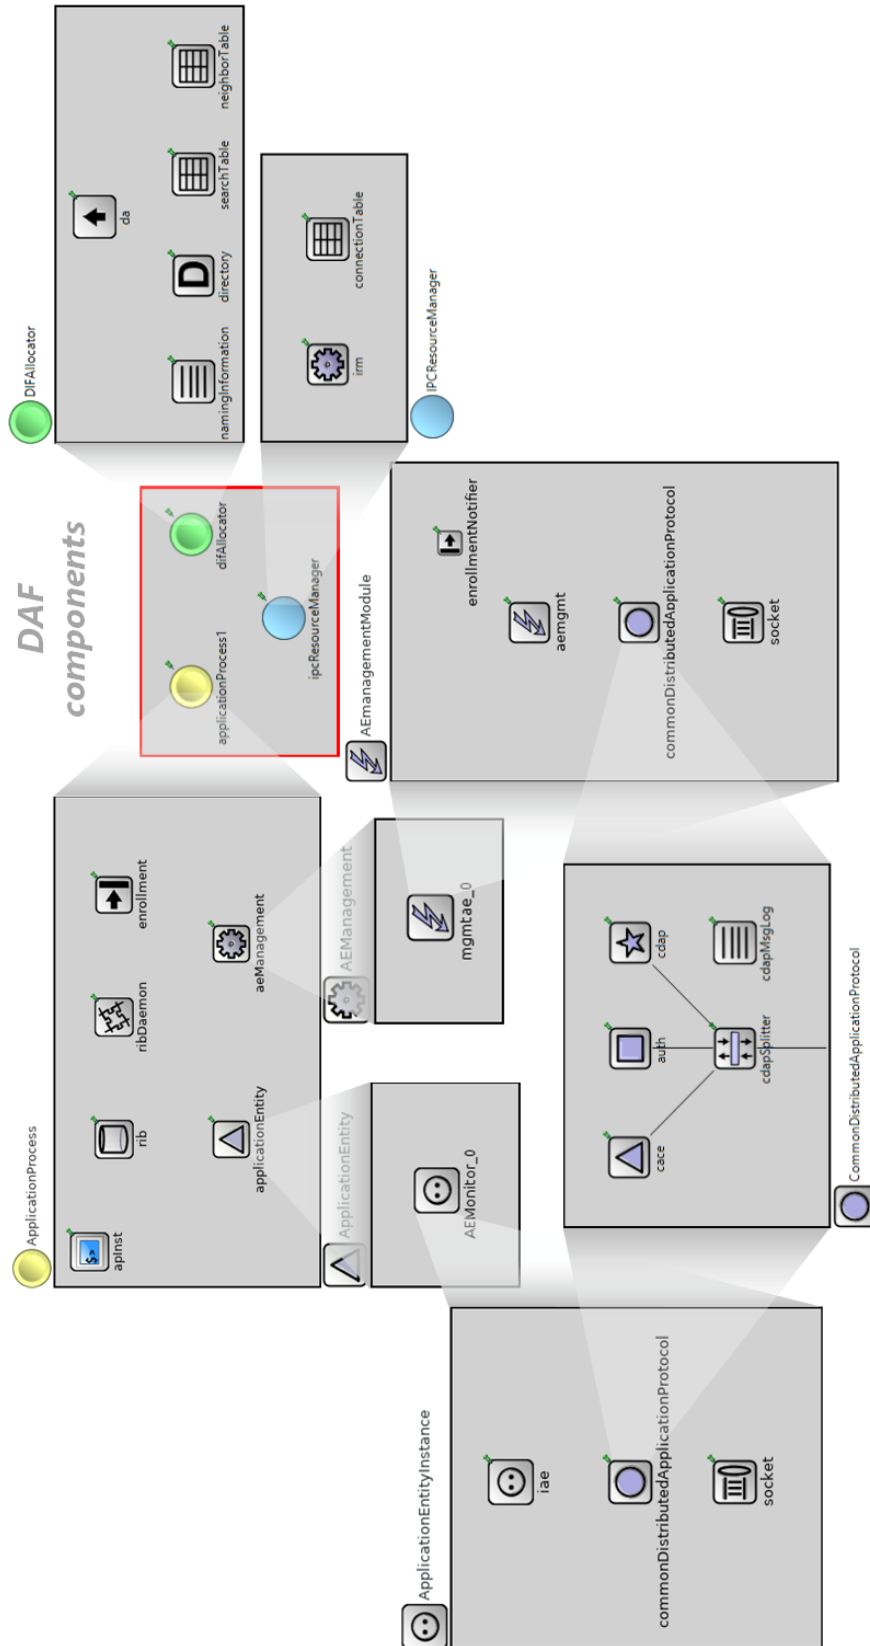 DAF
components
ApplicationProcess
apInst
rib
ribDaemon
enrollment
applicationEntity
aeManagement
applicationProcess1
difAllocator
ipcResourceManager
DIFAllocator
da
namingInformation
directory
searchTable
neighborTable
irm
connectionTable
IPCResourceManager
ApplicationEntity
AEMonitor_0
AEManagement
mgmtae_0
AEmanagementModule
enrollmentNotifier
aemgmt
commonDistributedApplicationProtocol
socket
ApplicationEntityInstance
iae
commonDistributedApplicationProtocol
socket
cace
auth
cdap
cdapSplitter
cdapMsgLog
CommonDistributedApplicationProtocol
$>
D